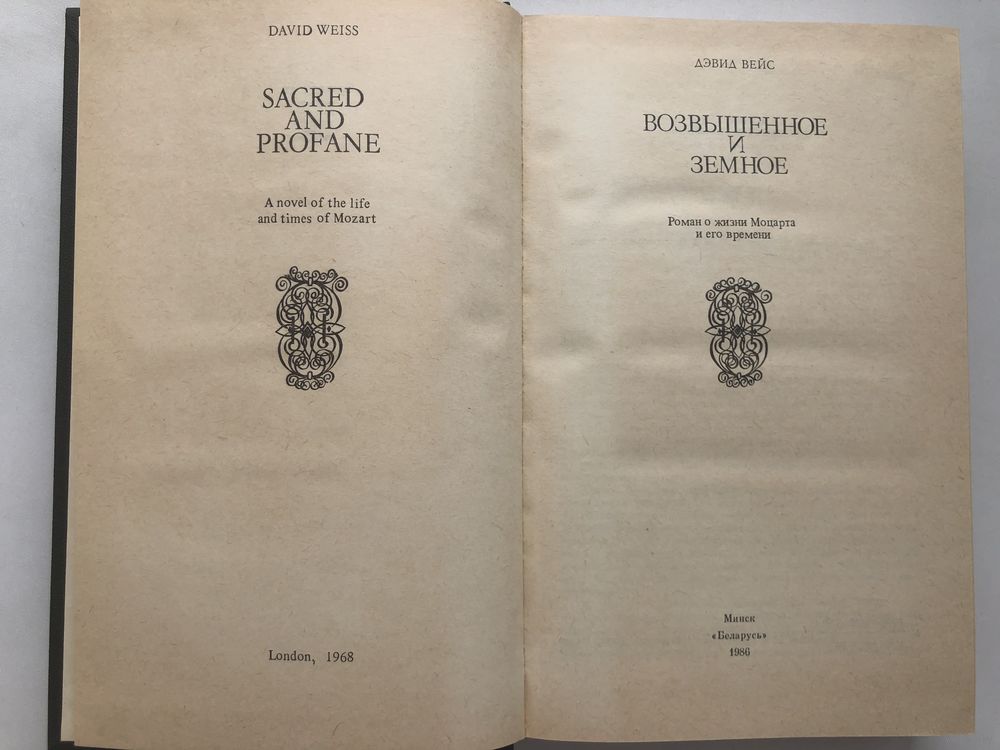 DAVID WEISS
SACRED
AND
PROFANE
A novel of the life
and times of Mozart
London, 1968
ДЭВИД ВЕЙС
ВОЗВЫШЕННОЕ
И
ЗЕМНОЕ
Роман о жизни Моцарта
и его времени
Минск
«Беларусь»
1986